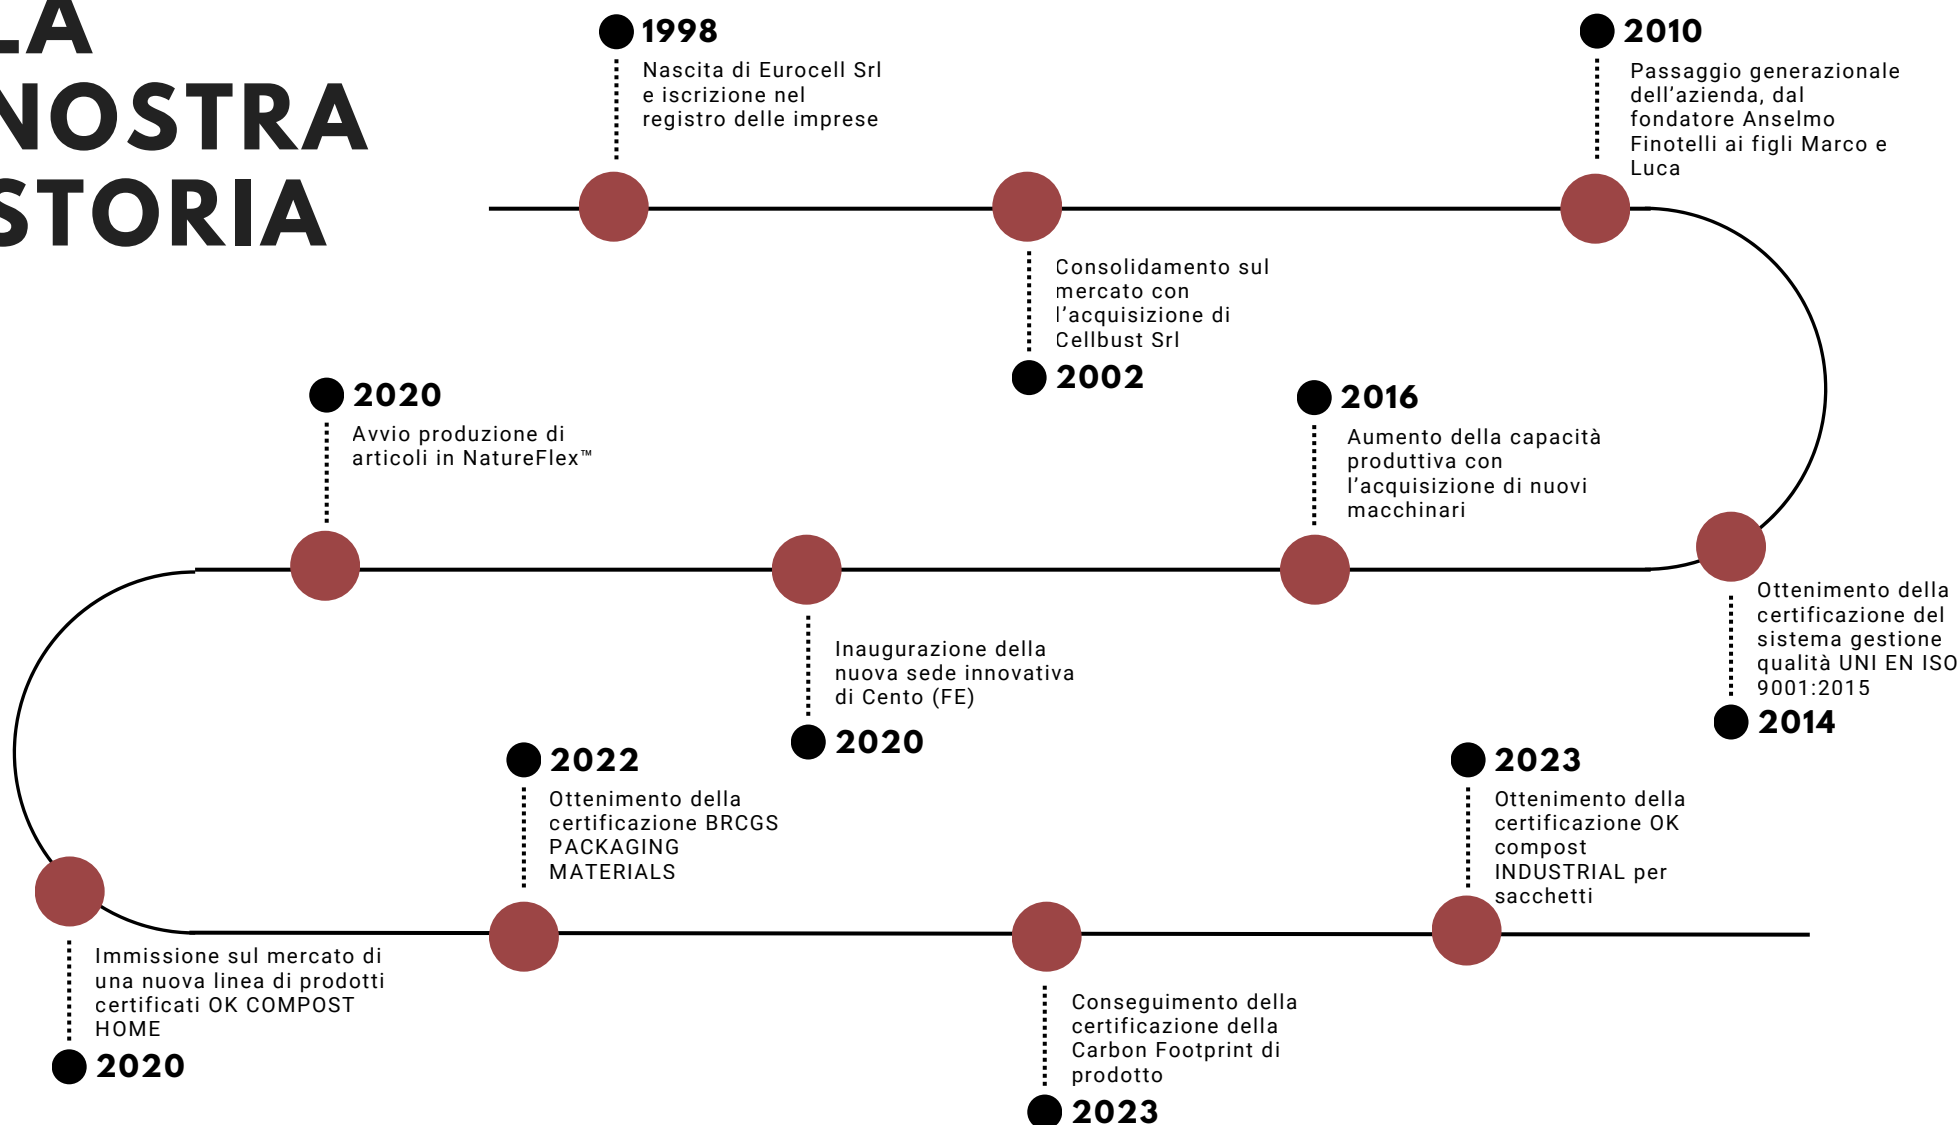 LA
NOSTRA
STORIA
1998
Nascita di Eurocell Srl
e iscrizione nel
registro delle imprese
Consolidamento sul
mercato con
l’acquisizione di
Cellbust Srl
2002
2010
Passaggio generazionale
dell’azienda, dal
fondatore Anselmo
Finotelli ai figli Marco e
Luca
Ottenimento della
certificazione del
sistema gestione
qualità UNI EN ISO
9001:2015
2014
2016
Aumento della capacità
produttiva con
l’acquisizione di nuovi
macchinari
Inaugurazione della
nuova sede innovativa
di Cento (FE)
2020
2020
Avvio produzione di
articoli in NatureFlex™
Immissione sul mercato di
una nuova linea di prodotti
certificati OK COMPOST
HOME
2020
2022
Ottenimento della
certificazione BRCGS
PACKAGING
MATERIALS
Conseguimento della
certificazione della
Carbon Footprint di
prodotto
2023
2023
Ottenimento della
certificazione OK
compost
INDUSTRIAL per
sacchetti